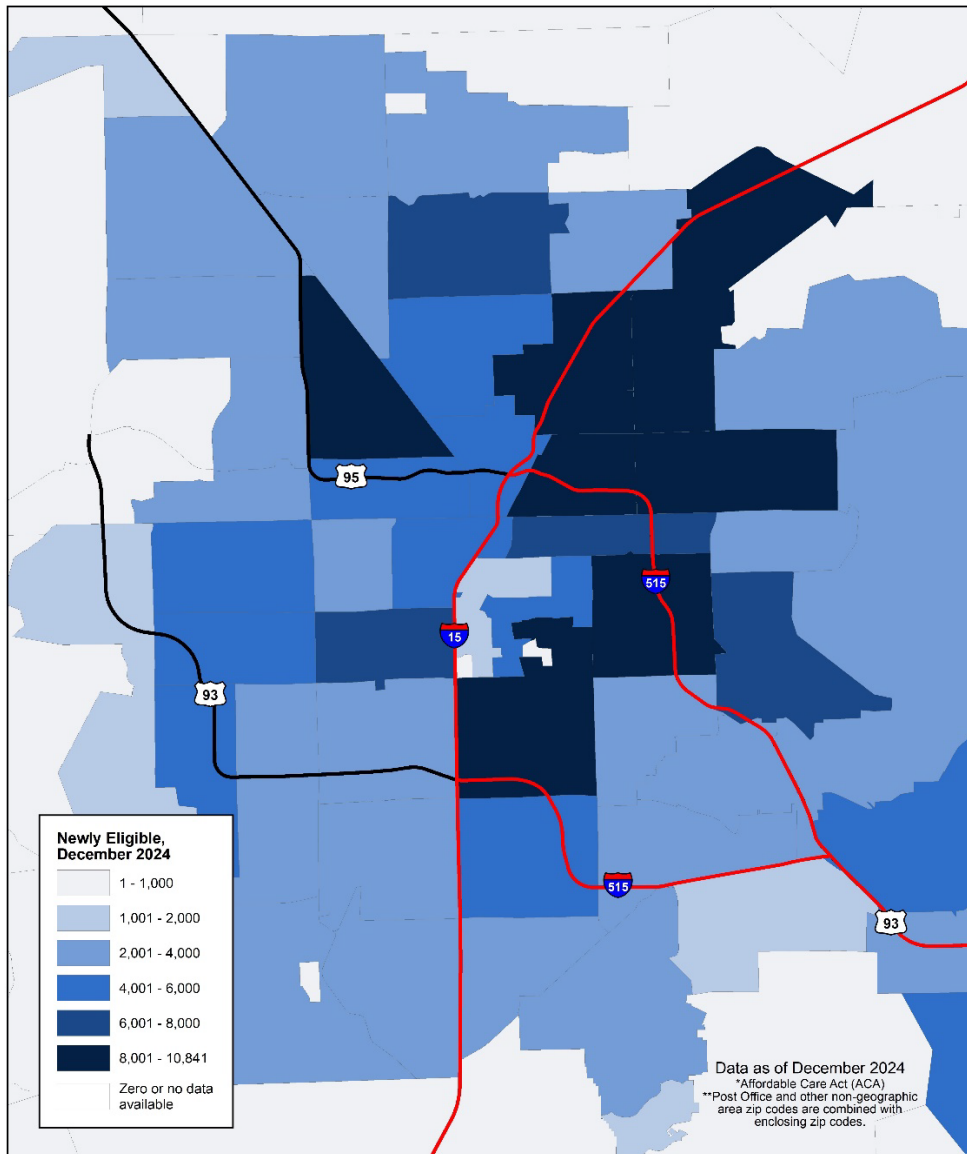 95
515
15
93
Newly Eligible,
December 2024
1 - 1,000
1,001 - 2,000
2,001 - 4,000
4,001 - 6,000
6,001 - 8,000
8,001 - 10,841
Zero or no data
available
515
93
Data as of December 2024
*Affordable Care Act (ACA)
**Post Office and other non-geographic
area zip codes are combined with
enclosing zip codes.